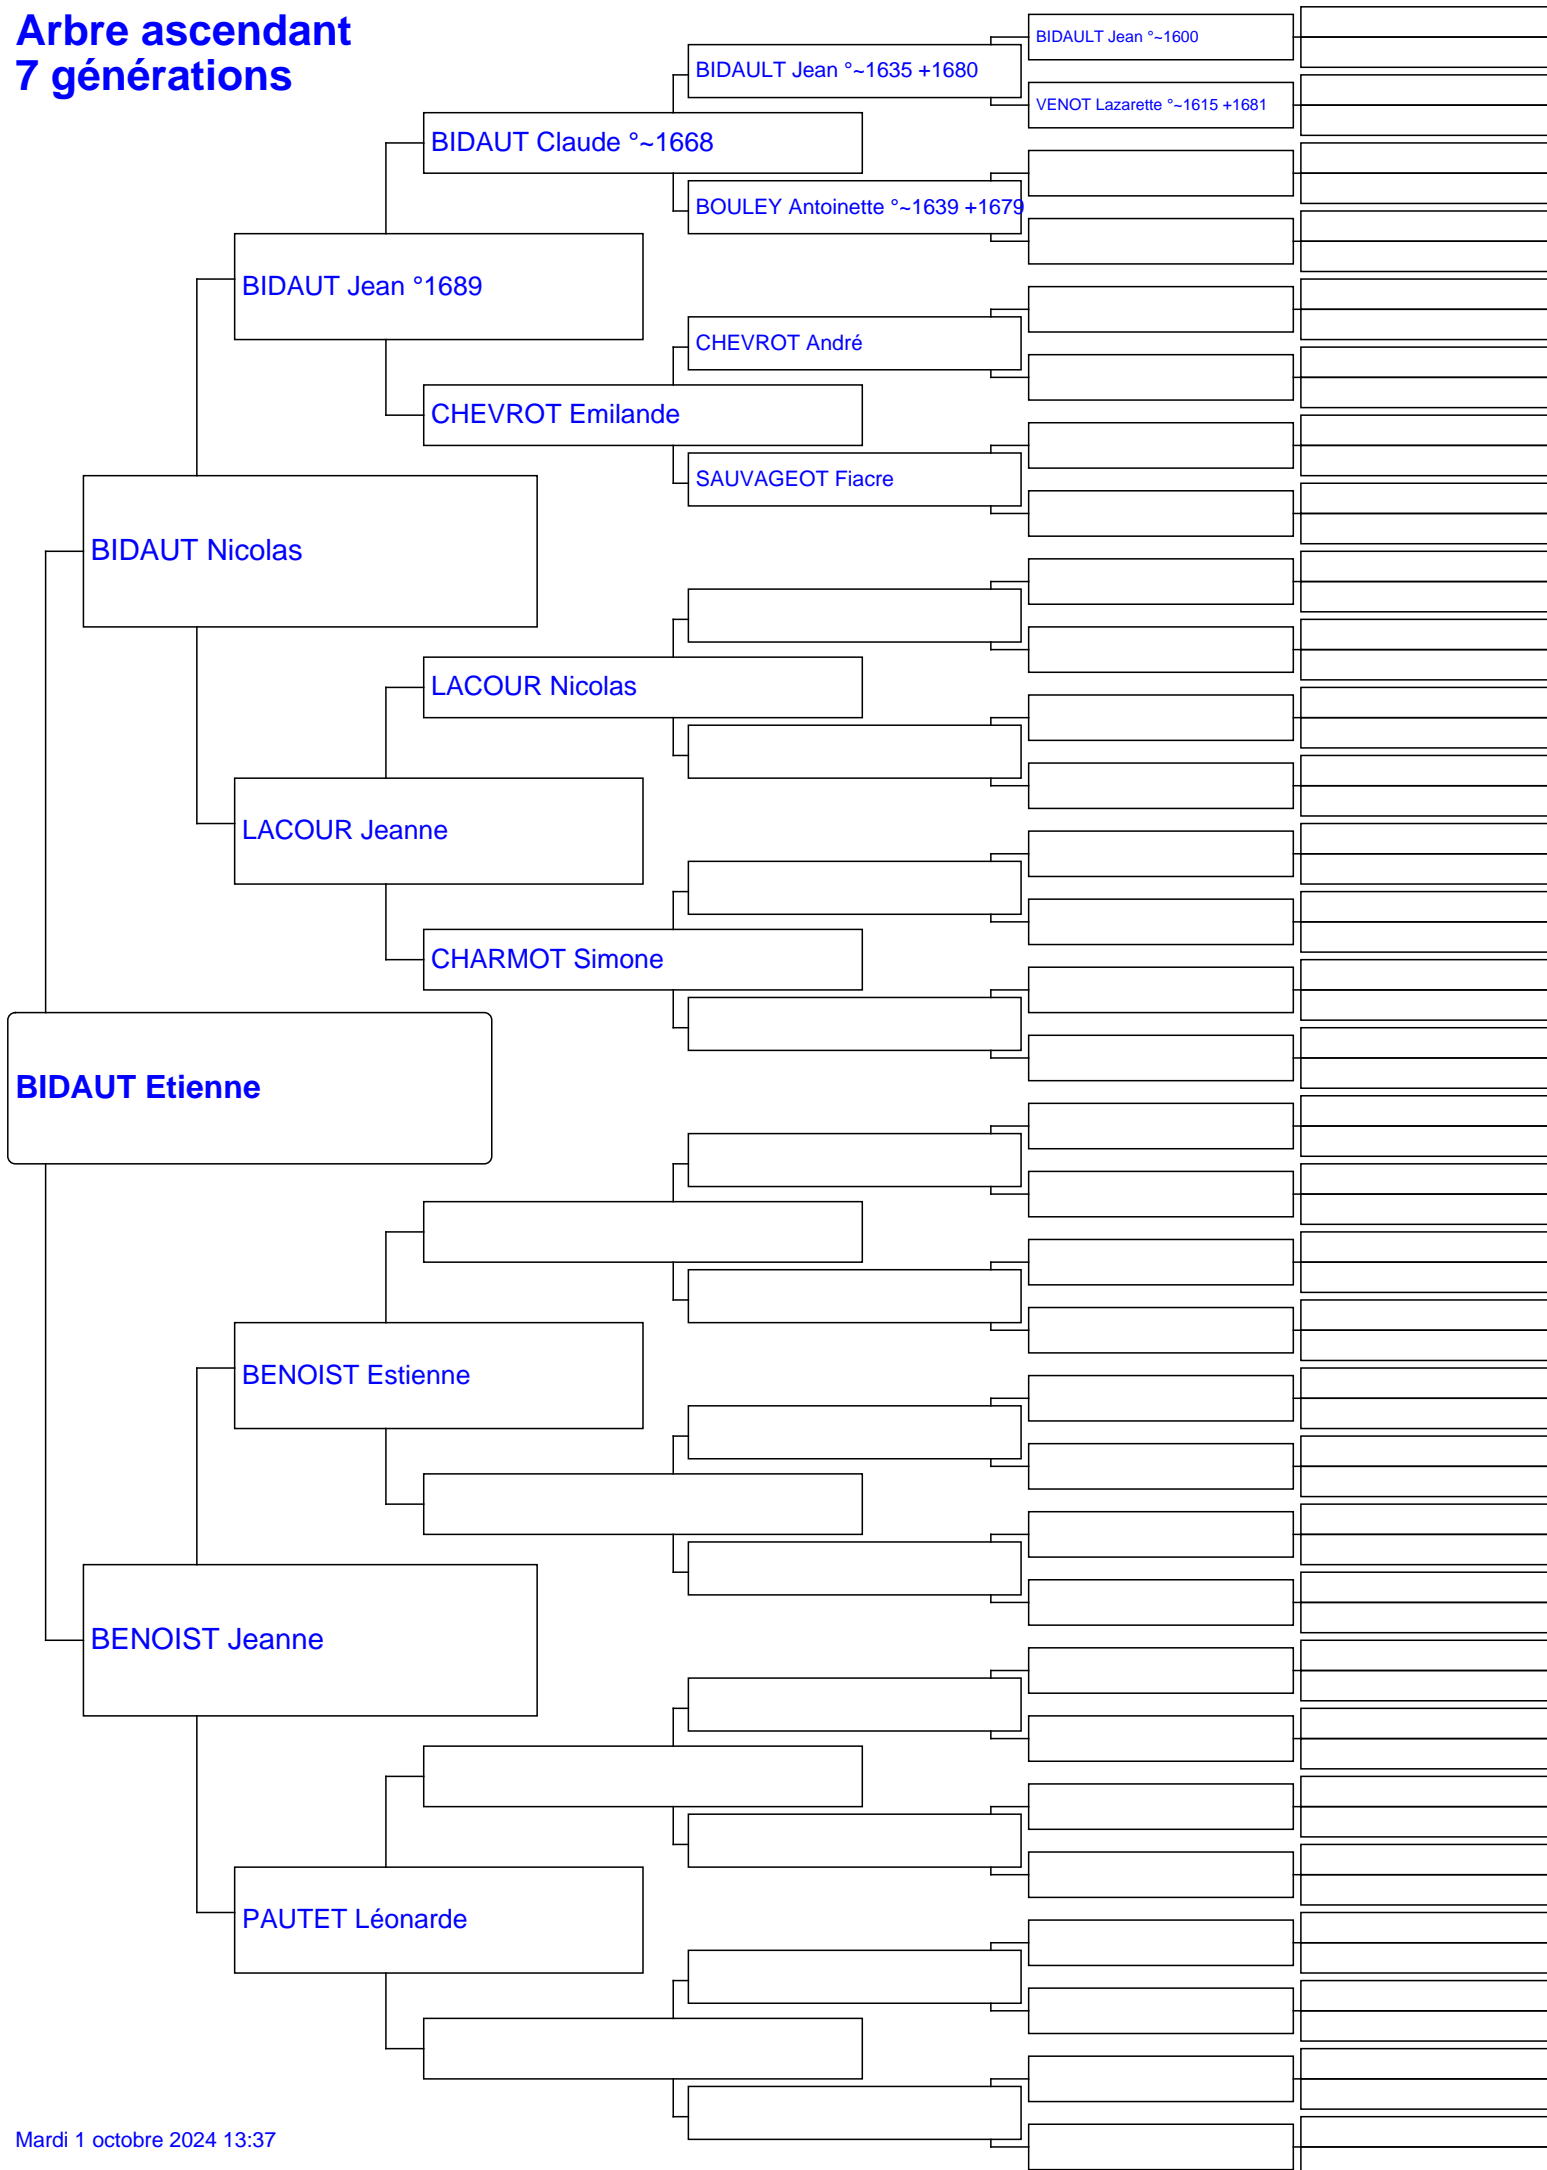 Arbre ascendant
7 générations
BIDAULT Jean °~1600
BIDAULT Jean °~1635 +1680
VENOT Lazarette °~1615 +1681
BIDAUT Claude °~1668
BOULEY Antoinette °~1639 +1679
BIDAUT Jean °1689
CHEVROT André
CHEVROT Emilande
SAUVAGEOT Fiacre
BIDAUT Nicolas
LACOUR Nicolas
LACOUR Jeanne
CHARMOT Simone
BIDAUT Etienne
BENOIST Estienne
BENOIST Jeanne
PAUTET Léonarde
Mardi 1 octobre 2024 13:37